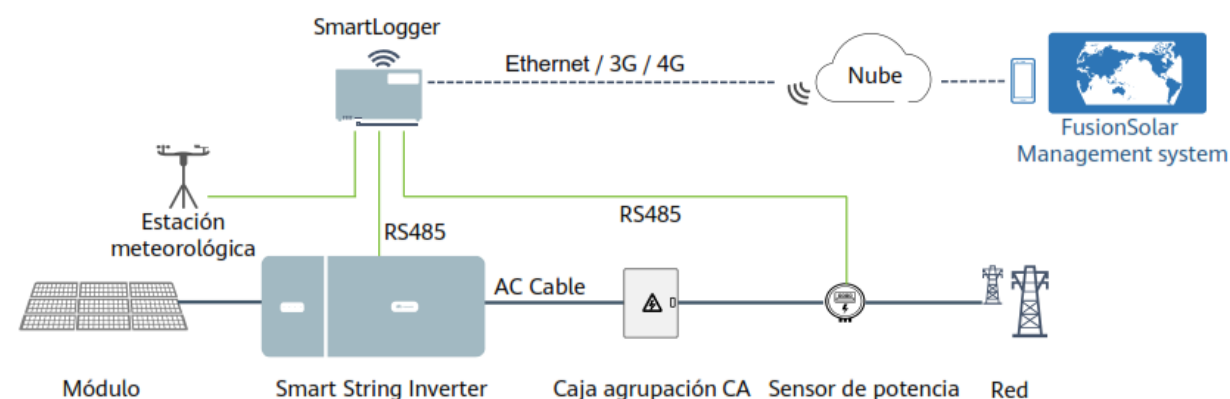 SmartLogger
Ethernet / 3G / 4G
Nube
FusionSolar
Management system
Estación
meteorológica
RS485
RS485
AC Cable
Módulo
Smart String Inverter
Caja agrupación CA
Sensor de potencia
Red